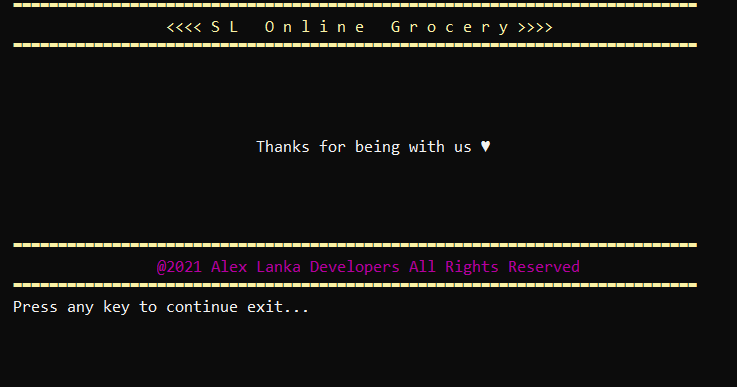 <<<< S L   O n l i n e   G r o c e r y >>>>
Thanks for being with us ♥
@2021 Alex Lanka Developers All Rights Reserved
Press any key to continue exit...